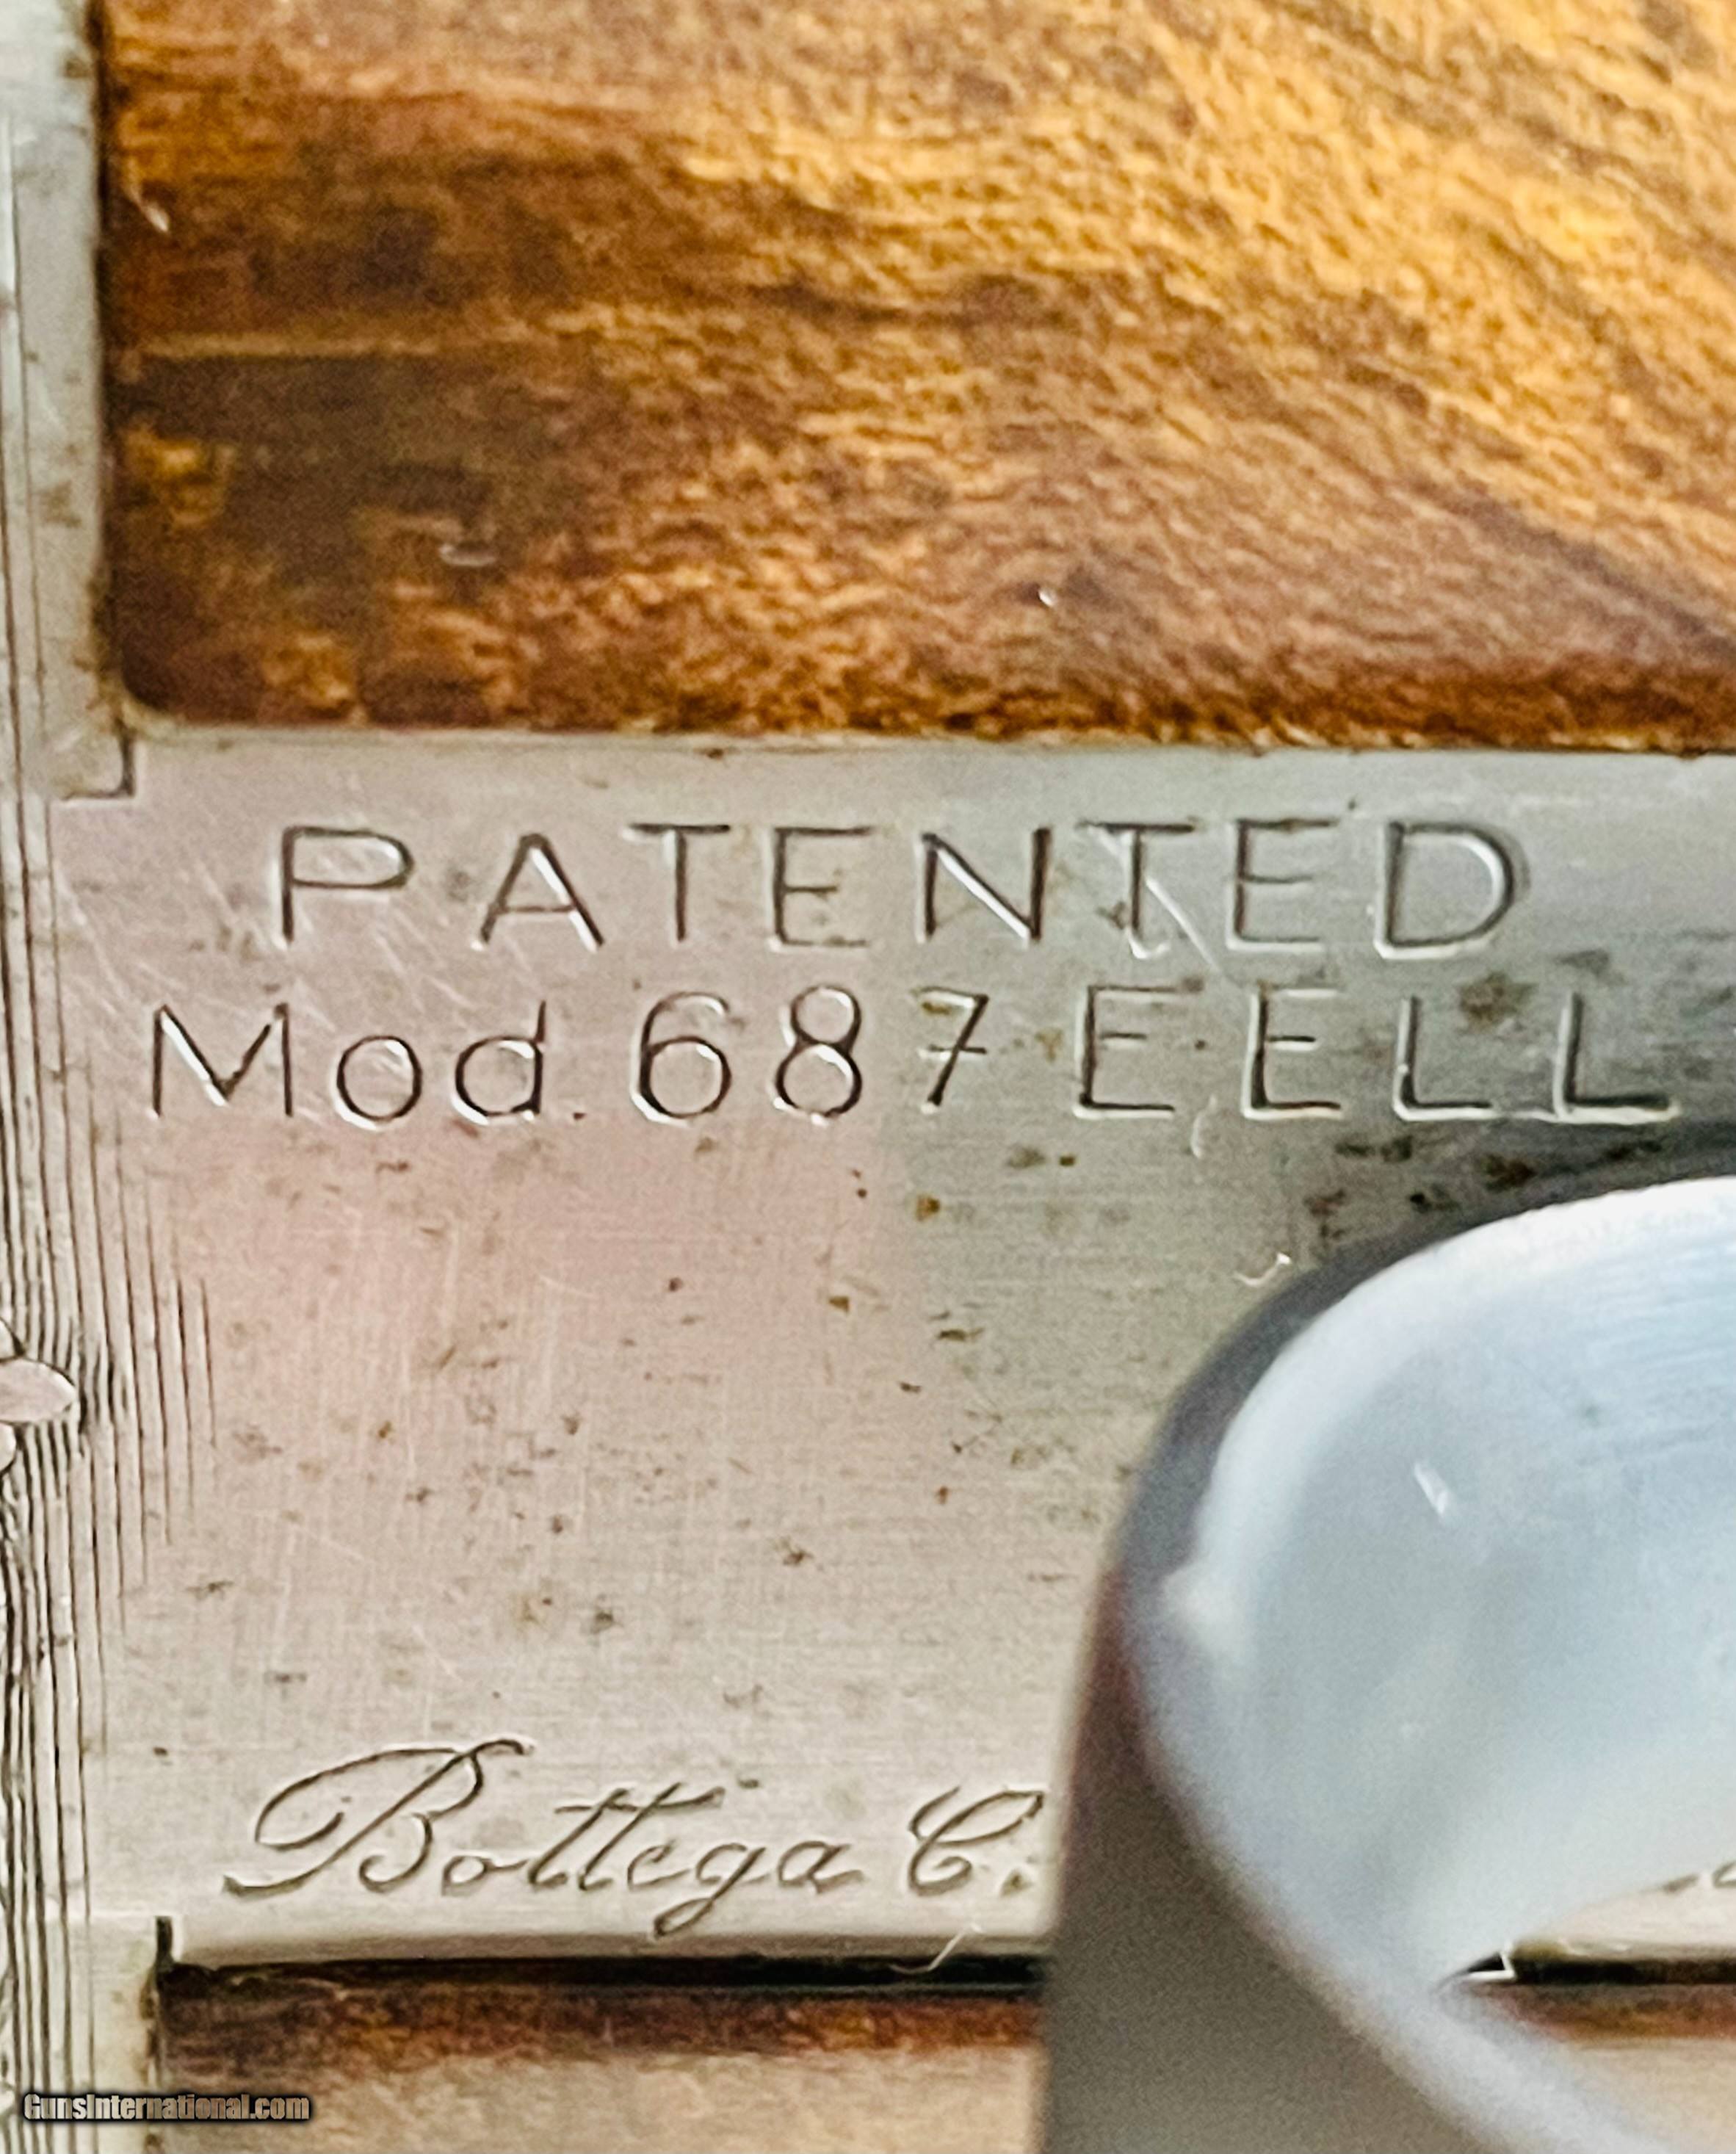 PATENTED
Mod. 687 EELL
Bottega C.
GunsInternational.com